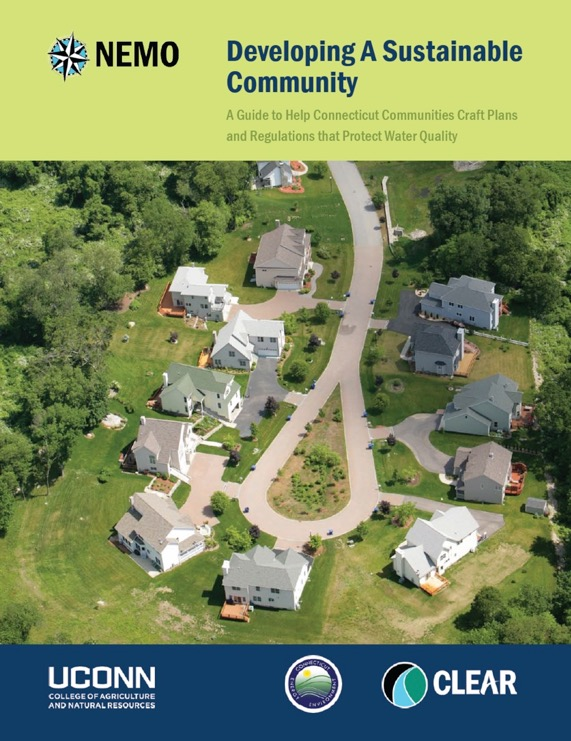 NEMO
Developing A Sustainable
Community
A Guide to Help Connecticut Communities Craft Plans
and Regulations that Protect Water Quality
UCONN
COLLEGE OF AGRICULTURE
AND NATURAL RESOURCES
CONNECTICUT
CLEAR